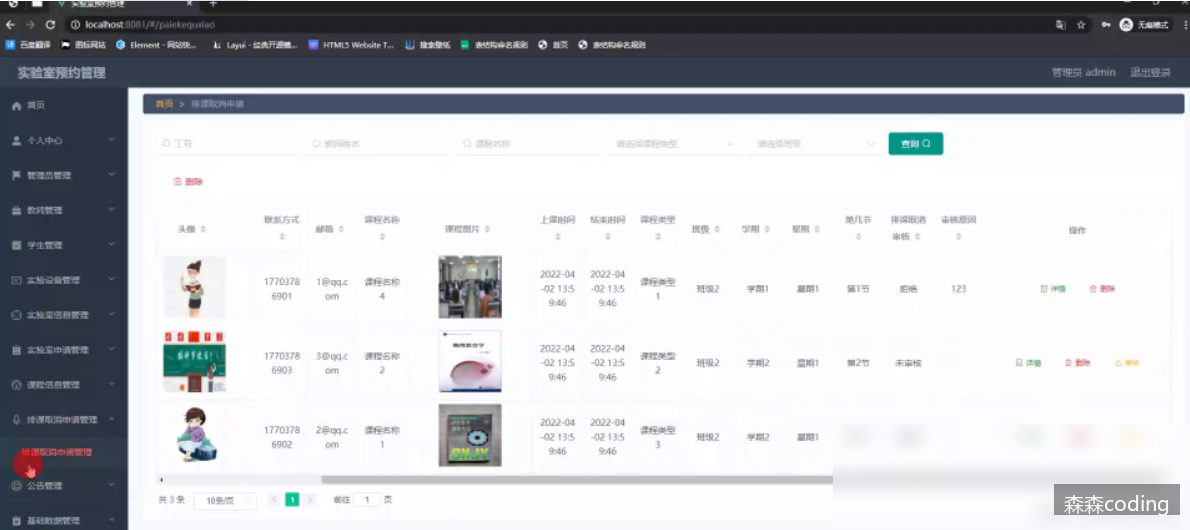 实验室预约管理
localhost:8081/#/paiekequxiao
无痕模式
百度翻译 图标网站 Element - 网站快... Layui - 经典开源模... HTML5 Website T... 搜索壁纸 表结构命名规则 首页 表结构命名规则
实验室预约管理 管理员 admin 退出登录
首页
个人中心
管理员管理
教师管理
学生管理
实验设备管理
实验室信息管理
实验室申请管理
课程信息管理
排课取消申请管理
排课取消申请管理
公告管理
基础数据管理
首页 > 排课取消申请
工号 教师姓名 课程名称 请选择课程类型 请选择班级 查询
删除
头像 联系方式 邮箱 课程名称 课程图片 上课时间 结束时间 课程类型 班级 学期 星期 第几节 排课取消审核 审核原因 操作
17703786901 1@qq.com 课程名称4 2022-04-02 13:59:46 2022-04-02 13:59:46 课程类型1 班级2 学期1 星期1 第1节 拒绝 123 详情 删除
17703786903 3@qq.com 课程名称2 2022-04-02 13:59:46 2022-04-02 13:59:46 课程类型2 班级2 学期2 星期1 第2节 未审核 详情 删除 审核
17703786902 2@qq.com 课程名称1 2022-04-02 13:59:46 2022-04-02 13:59:46 课程类型3 班级2 学期2 星期1
共 3 条 10条/页 1 前往 1 页
森森coding